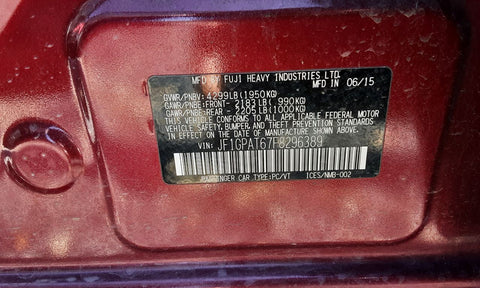 MFD BY FUJI HEAVY INDUSTRIES LTD.
MFD IN 06/15
GVWR/PNBV: 4299LB(1950KG)
GAWR/PNBE:FRONT- 2183LB( 990KG)
GAWR/PNBE:REAR - 2205LB(1000KG)
THIS VEHICLE CONFORMS TO ALL APPLICABLE FEDERAL MOTOR
VEHICLE SAFETY, BUMPER, AND THEFT PREVENTION STANDARDS
IN EFFECT ON THE DATE OF MANUFACTURE SHOWN ABOVE.
VIN: JF1GPAT67F8296389
PASSENGER CAR TYPE:PC/VT ICES/NMB-002